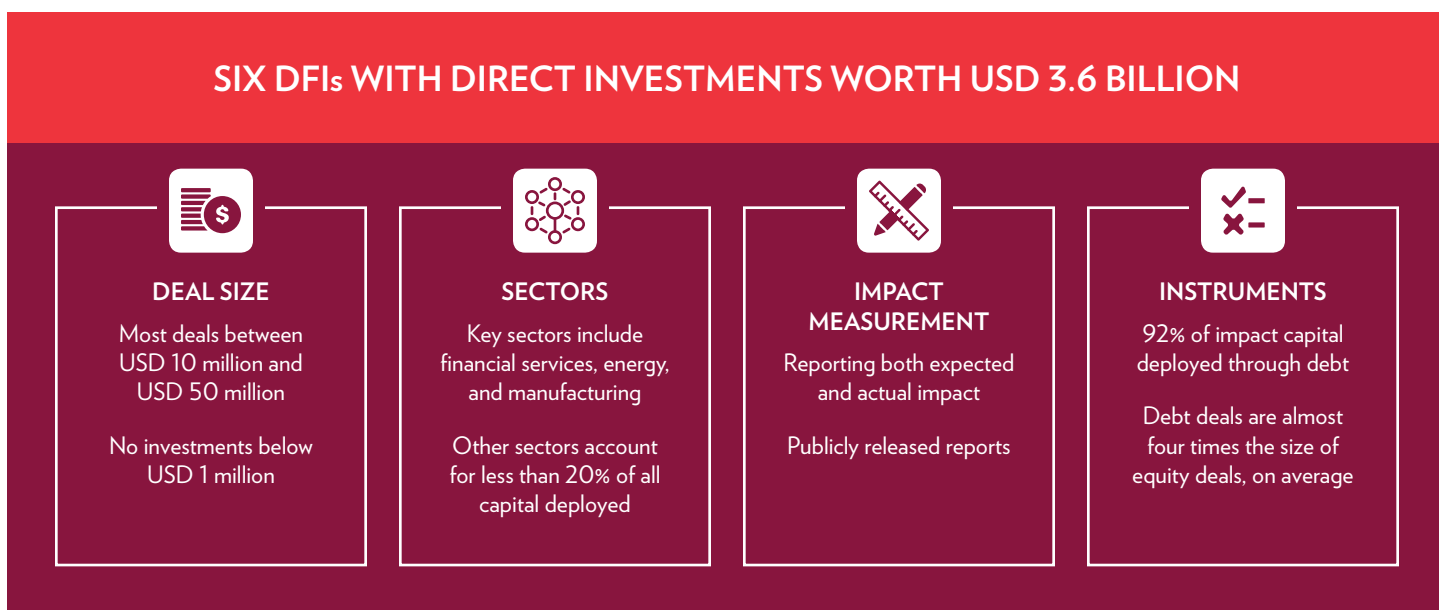 SIX DFIs WITH DIRECT INVESTMENTS WORTH USD 3.6 BILLION
$
DEAL SIZE
Most deals between
USD 10 million and
USD 50 million
No investments below
USD 1 million
SECTORS
Key sectors include
financial services, energy,
and manufacturing
Other sectors account
for less than 20% of all
capital deployed
IMPACT
MEASUREMENT
Reporting both expected
and actual impact
Publicly released reports
INSTRUMENTS
92% of impact capital
deployed through debt
Debt deals are almost
four times the size of
equity deals, on average